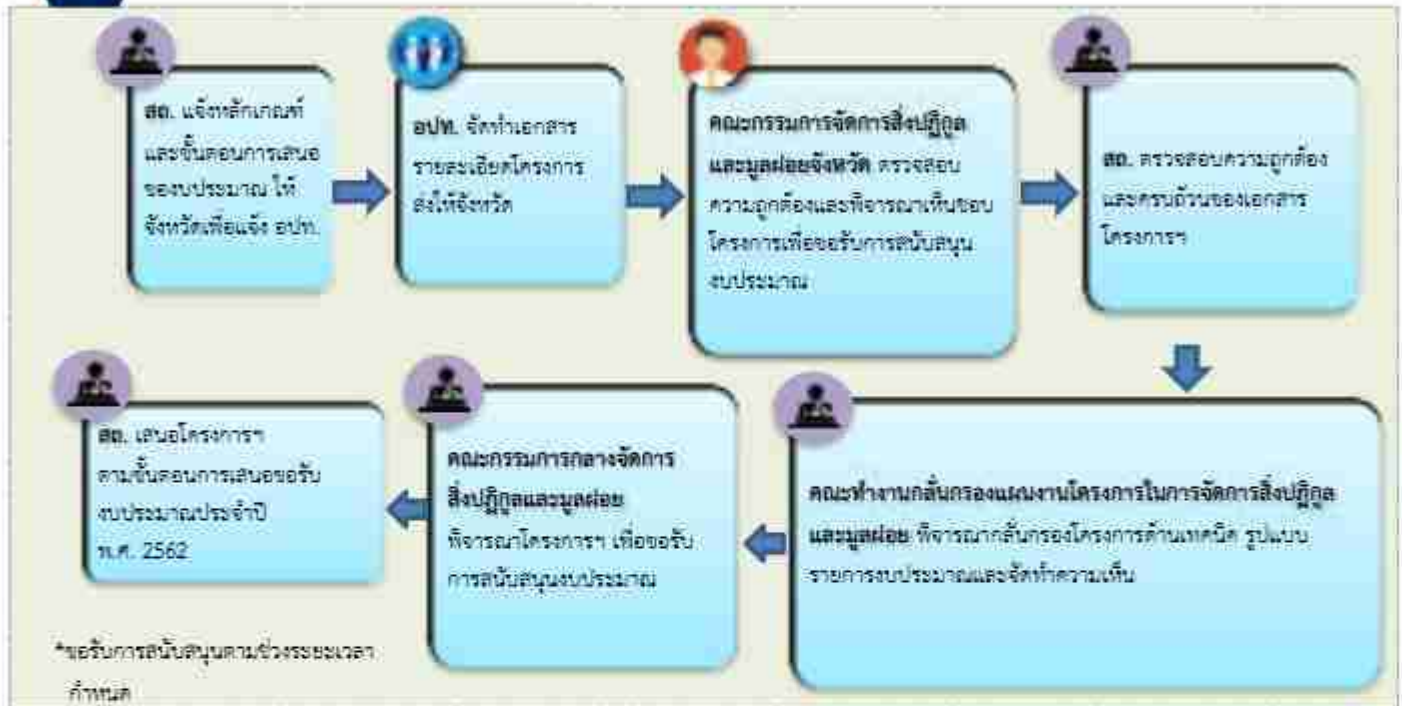 สถ. แจ้งหลักเกณฑ์
และขั้นตอนการเสนอ
ของบประมาณ ให้
จังหวัดเพื่อแจ้ง อปท.
อปท. จัดทำเอกสาร
รายละเอียดโครงการ
ส่งให้จังหวัด
คณะกรรมการจัดการสิ่งปฏิกูล
และมูลฝอยจังหวัด ตรวจสอบ
ความถูกต้องและพิจารณาเห็นชอบ
โครงการเพื่อขอรับการสนับสนุน
งบประมาณ
สถ. ตรวจสอบความถูกต้อง
และครบถ้วนของเอกสาร
โครงการฯ
คณะทำงานกลั่นกรองแผนงานโครงการในการจัดการสิ่งปฏิกูล
และมูลฝอย พิจารณากลั่นกรองโครงการด้านเทคนิค รูปแบบ
รายการงบประมาณและจัดทำความเห็น
คณะกรรมการกลางจัดการ
สิ่งปฏิกูลและมูลฝอย
พิจารณาโครงการฯ เพื่อขอรับ
การสนับสนุนงบประมาณ
สถ. เสนอโครงการฯ
ตามขั้นตอนการเสนอขอรับ
งบประมาณประจำปี
พ.ศ. 2562
*ขอรับการสนับสนุนตามช่วงระยะเวลา
กำหนด